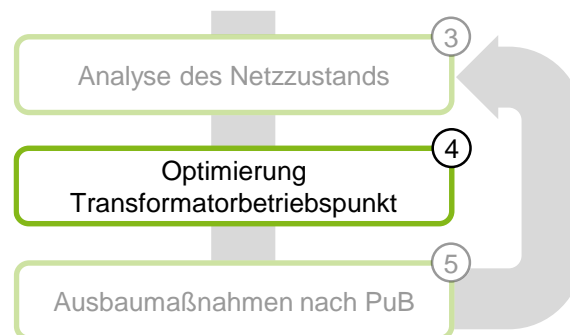 3
Analyse des Netzzustands
4
Optimierung
Transformatorbetriebspunkt
5
Ausbaumaßnahmen nach PuB